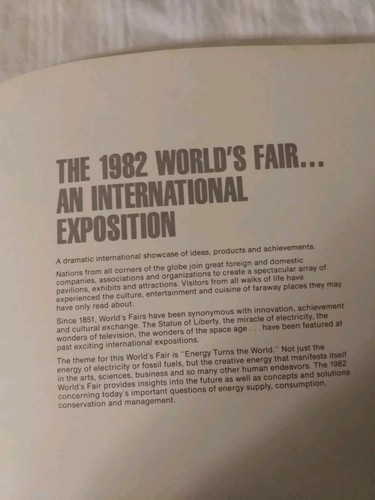 THE 1982 WORLD'S FAIR...
AN INTERNATIONAL
EXPOSITION
A dramatic international showcase of ideas, products and achievements.
Nations from all corners of the globe join great foreign and domestic
companies, associations and organizations to create a spectacular array of
pavilions, exhibits and attractions. Visitors from all walks of life have
experienced the culture, entertainment and cuisine of faraway places they may
have only read about.
Since 1851, World's Fairs have been synonymous with innovation, achievement
and cultural exchange. The Statue of Liberty, the miracle of electricity, the
wonders of television, the wonders of the space age . . . have been featured at
past exciting international expositions.
The theme for this World's Fair is "Energy Turns the World." Not just the
energy of electricity or fossil fuels, but the creative energy that manifests itself
in the arts, sciences, business and so many other human endeavors. The 1982
World's Fair provides insights into the future as well as concepts and solutions
concerning today's important questions of energy supply, consumption,
conservation and management.